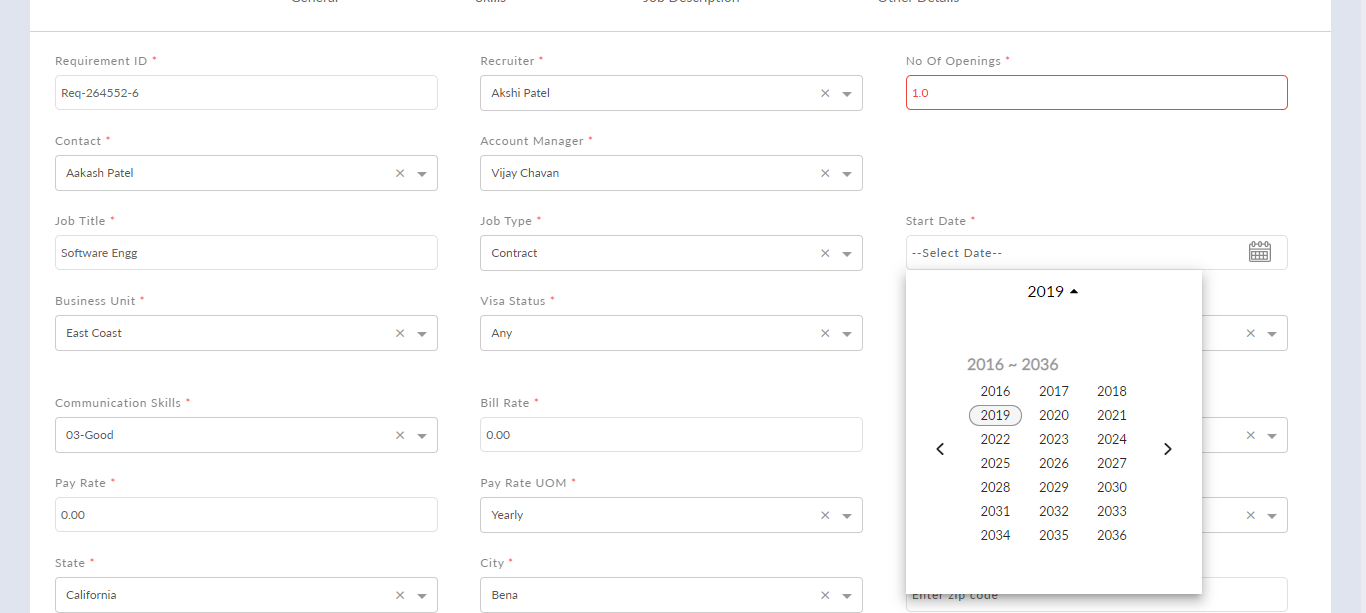 General Skills Job Description Other Details
Requirement ID * Recruiter * No Of Openings *
Req-264552-6 Akshi Patel 1.0
Contact * Account Manager *
Aakash Patel Vijay Chavan
Job Title * Job Type * Start Date *
Software Engg Contract --Select Date--
2019
Business Unit * Visa Status *
East Coast Any
2016 ~ 2036
2016 2017 2018
Communication Skills * Bill Rate *
2019 2020 2021
03-Good 0.00
2022 2023 2024
2025 2026 2027
Pay Rate * Pay Rate UOM *
2028 2029 2030
0.00 Yearly
2031 2032 2033
2034 2035 2036
State * City *
California Bena Enter zip code